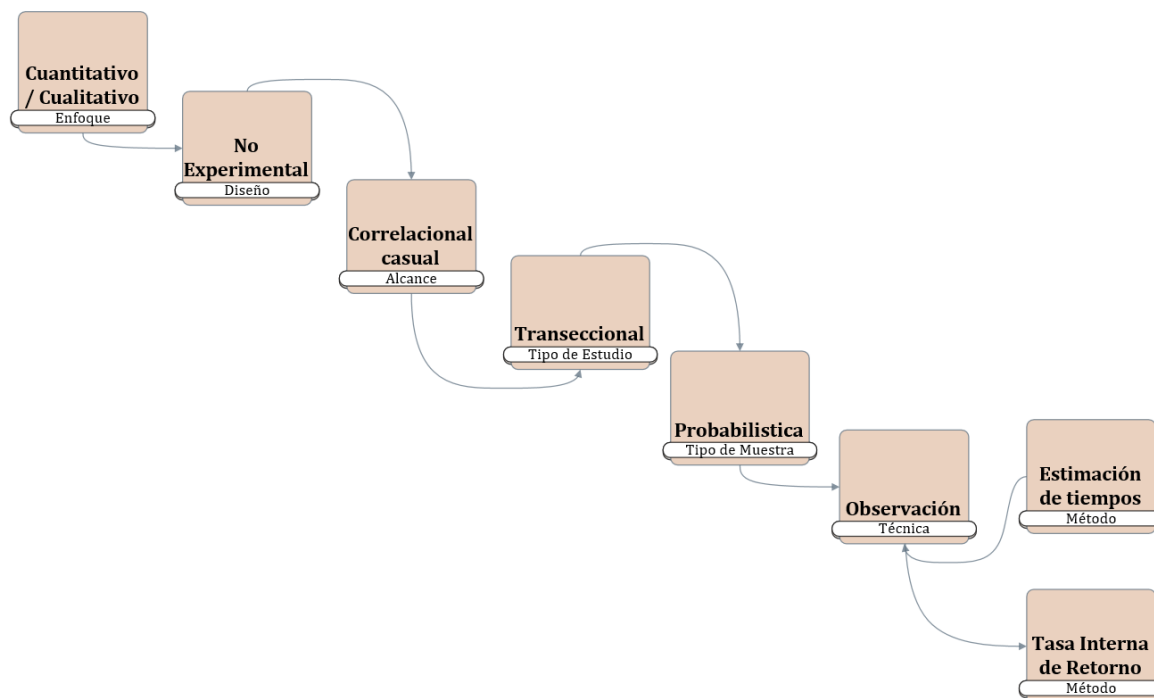 Cuantitativo
/ Cualitativo
Enfoque
No
Experimental
Diseño
Correlacional
casual
Alcance
Transeccional
Tipo de Estudio
Probabilistica
Tipo de Muestra
Observación
Técnica
Estimación
de tiempos
Método
Tasa Interna
de Retorno
Método